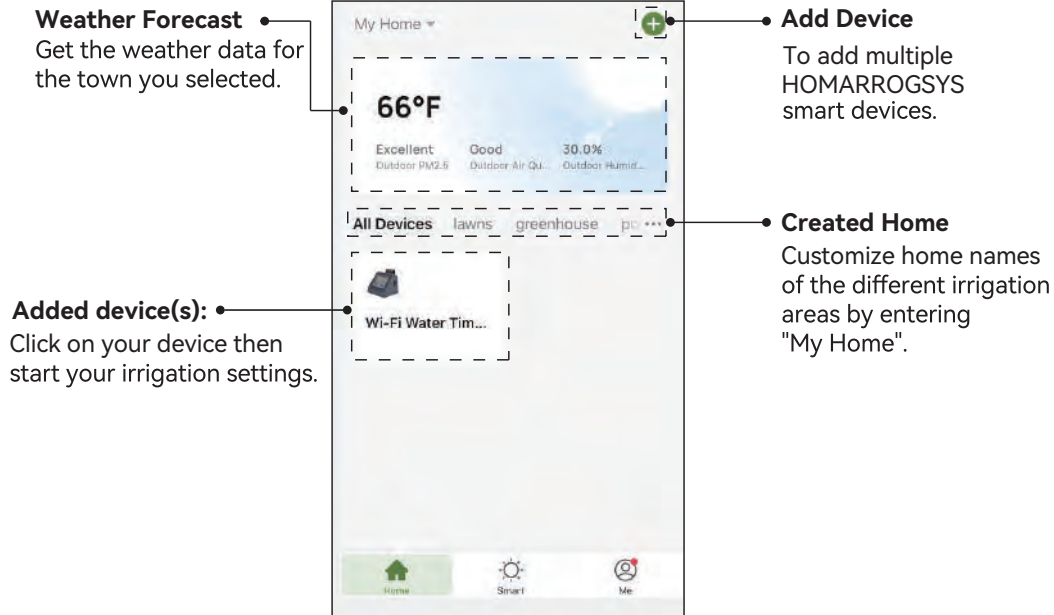 Weather Forecast
Get the weather data for
the town you selected.
Added device(s):
Click on your device then
start your irrigation settings.
My Home
66°F
Excellent
Good
30.0%
Outdoor PM2.5
Outdoor Air Qu...
Outdoor Humid...
All Devices
lawns
greenhouse
Wi-Fi Water Tim...
Home
Smart
Me
Add Device
To add multiple
HOMARROGSYS
smart devices.
Created Home
Customize home names
of the different irrigation
areas by entering
"My Home".